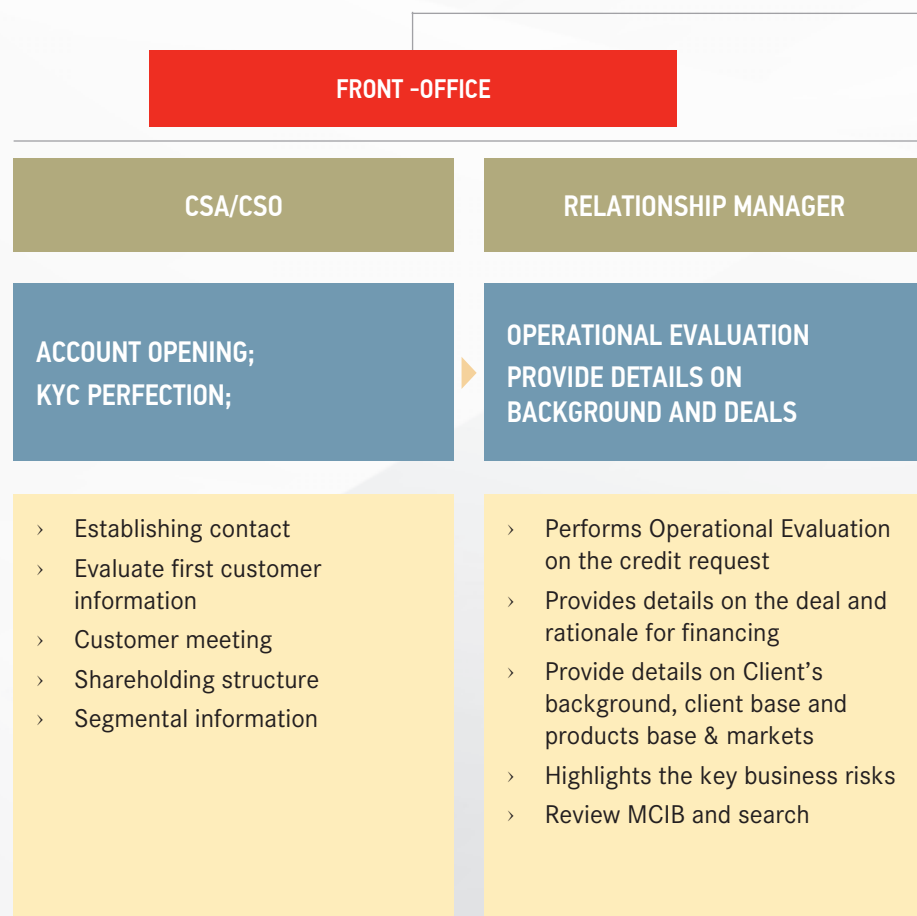 FRONT -OFFICE
CSA/CSO
RELATIONSHIP MANAGER
ACCOUNT OPENING;
KYC PERFECTION;
OPERATIONAL EVALUATION
PROVIDE DETAILS ON
BACKGROUND AND DEALS
› Establishing contact
› Evaluate first customer
information
› Customer meeting
› Shareholding structure
› Segmental information
› Performs Operational Evaluation
on the credit request
› Provides details on the deal and
rationale for financing
› Provide details on Client’s
background, client base and
products base & markets
› Highlights the key business risks
› Review MCIB and search